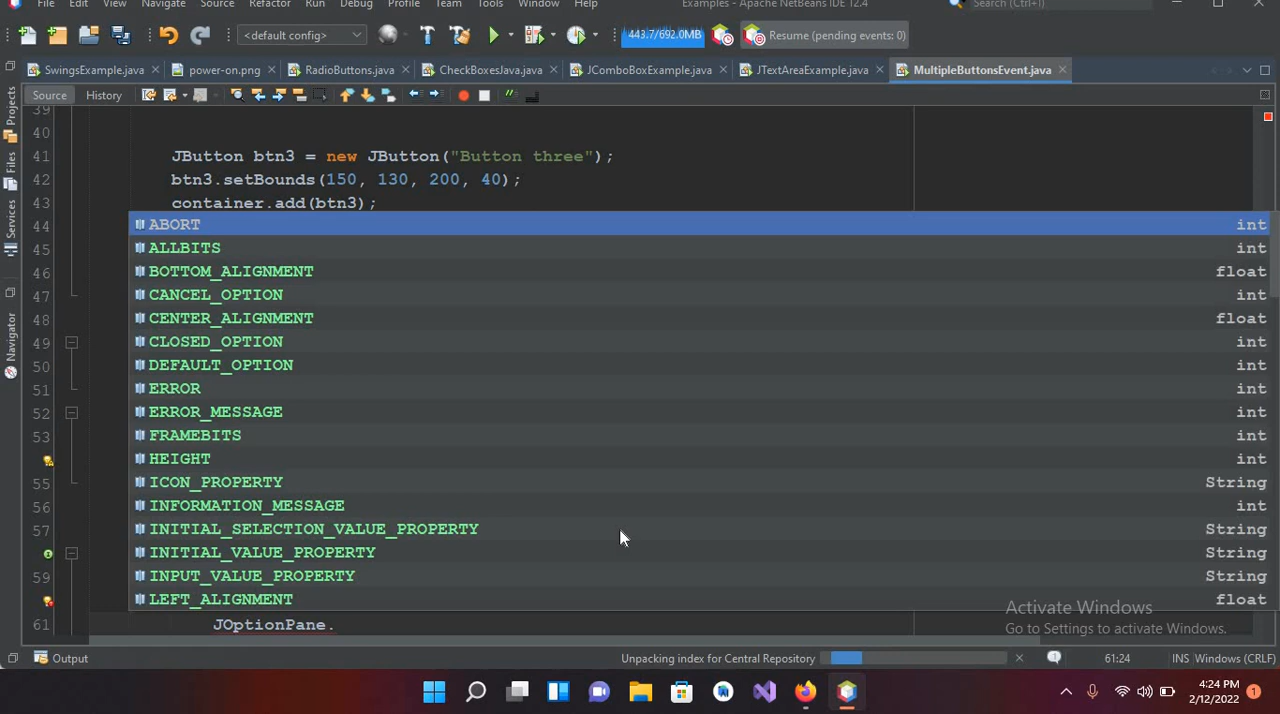 File Edit View Navigate Source Refactor Run Debug Profile Team Tools Window Help Examples - Apache NetBeans IDE 12.4 Search (Ctrl+I)
<default config> 443.7/692.0MB Resume (pending events: 0)
SwingsExample.java power-on.png RadioButtons.java CheckBoxesJava.java JComboBoxExample.java JTextAreaExample.java MultipleButtonsEvent.java
Source History
Projects
Files
Services
Navigator
39
40
41 JButton btn3 = new JButton("Button three");
42 btn3.setBounds(150, 130, 200, 40);
43 container.add(btn3);
44 ABORT int
45 ALLBITS int
46 BOTTOM_ALIGNMENT float
47 CANCEL_OPTION int
48 CENTER_ALIGNMENT float
49 CLOSED_OPTION int
50 DEFAULT_OPTION int
51 ERROR int
52 ERROR_MESSAGE int
53 FRAMEBITS int
HEIGHT int
55 ICON_PROPERTY String
56 INFORMATION_MESSAGE int
57 INITIAL_SELECTION_VALUE_PROPERTY String
INITIAL_VALUE_PROPERTY String
59 INPUT_VALUE_PROPERTY String
LEFT_ALIGNMENT float
61 JOptionPane.
Activate Windows
Go to Settings to activate Windows.
Output Unpacking index for Central Repository 1 61:24 INS Windows (CRLF)
4:24 PM
2/12/2022 1